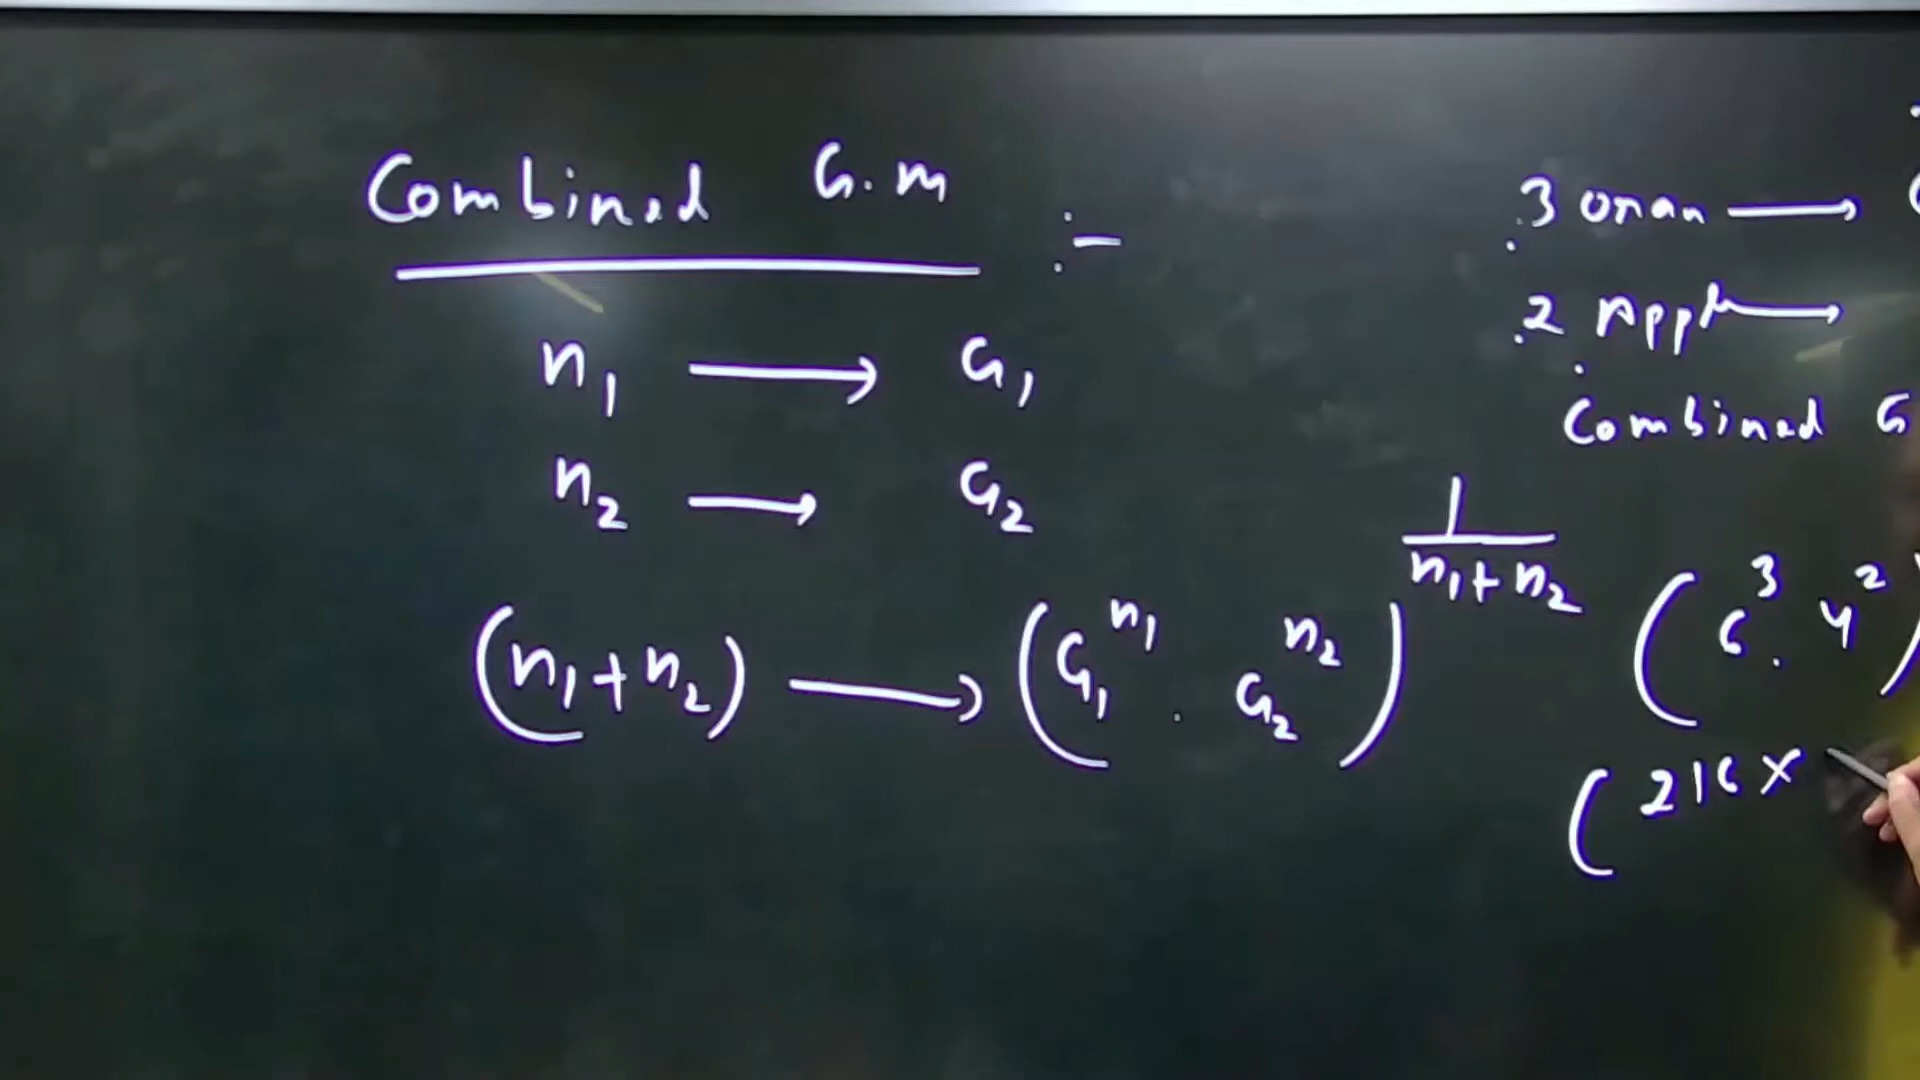 Combined G.M :-
n₁ → G₁
n₂ → G₂
(n₁+n₂) → (G₁^n₁ . G₂^n₂)^1/(n₁+n₂)
3 oran →
2 Appl →
Combined G
(6^3 . 4^2)
(216 ×